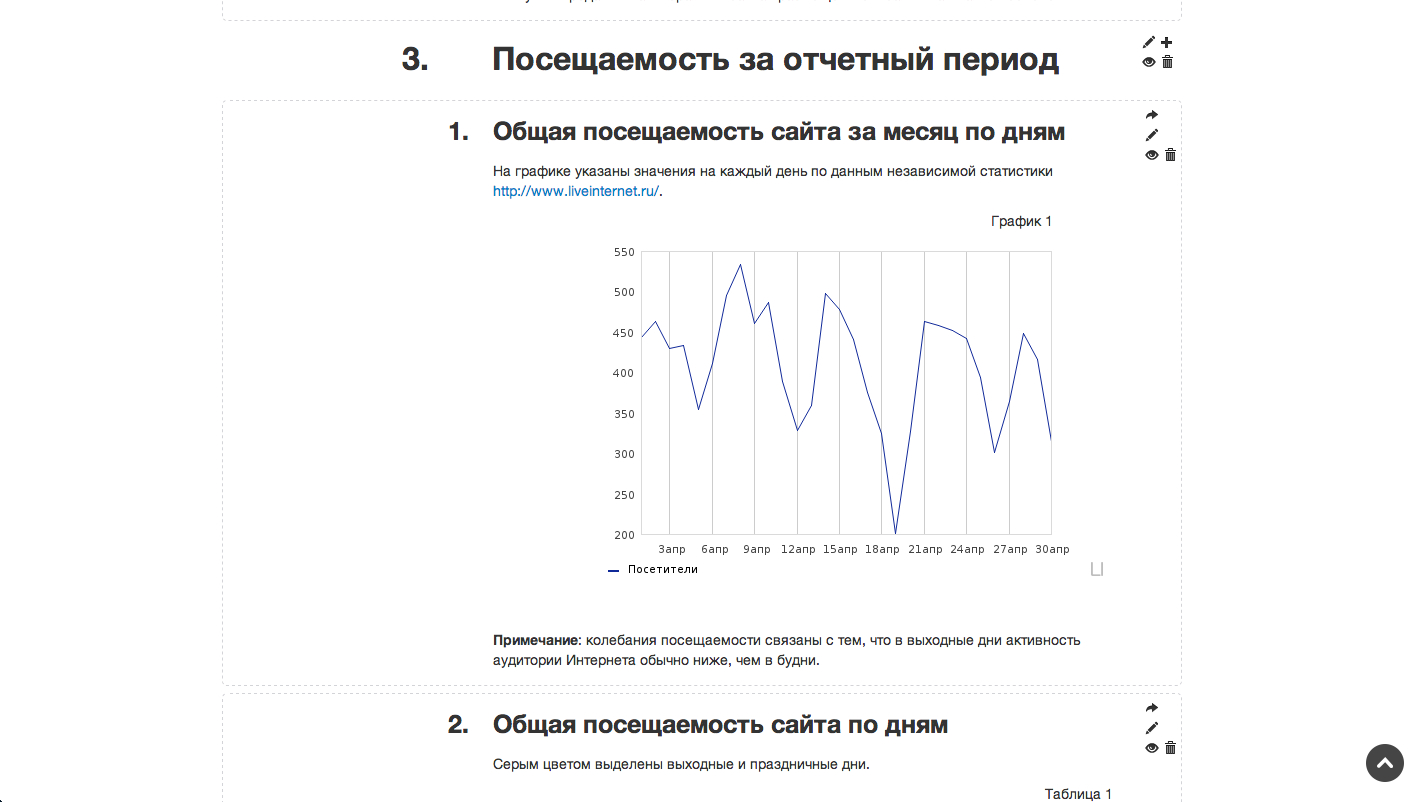 3. Посещаемость за отчетный период
1. Общая посещаемость сайта за месяц по дням
На графике указаны значения на каждый день по данным независимой статистики
http://www.liveinternet.ru/.
График 1
550
500
450
400
350
300
250
200
3апр 6апр 9апр 12апр 15апр 18апр 21апр 24апр 27апр 30апр
Посетители
Примечание: колебания посещаемости связаны с тем, что в выходные дни активность
аудитории Интернета обычно ниже, чем в будни.
2. Общая посещаемость сайта по дням
Серым цветом выделены выходные и праздничные дни.
Таблица 1